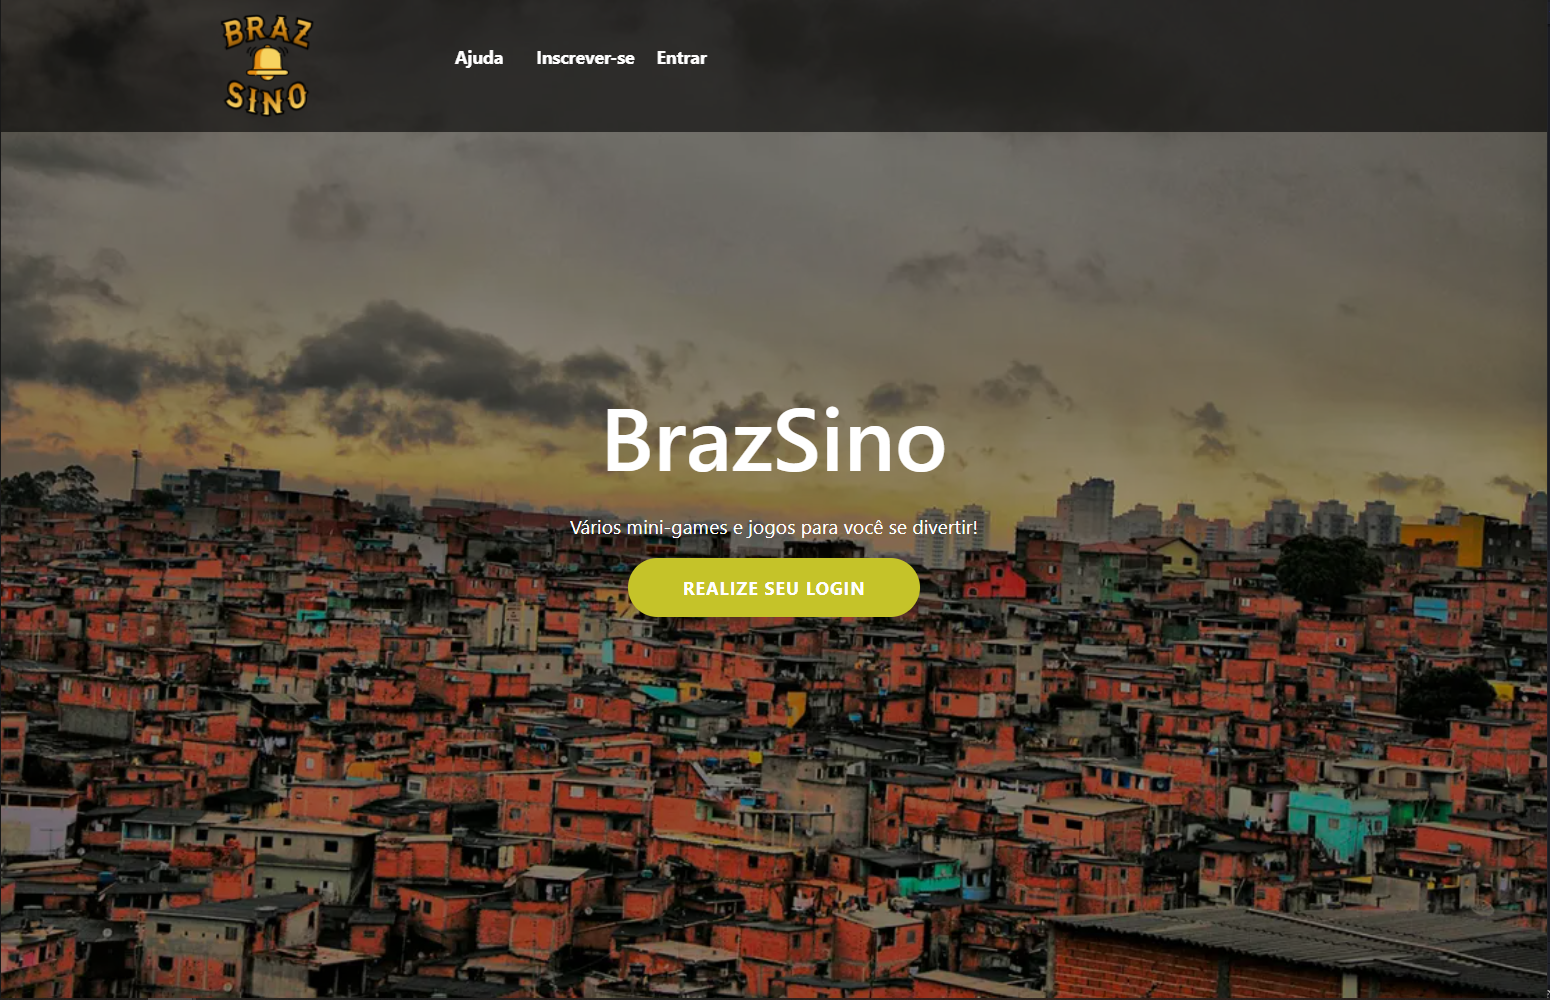 BRAZ
SINO
Ajuda Inscrever-se Entrar
BrazSino
Vários mini-games e jogos para você se divertir!
REALIZE SEU LOGIN